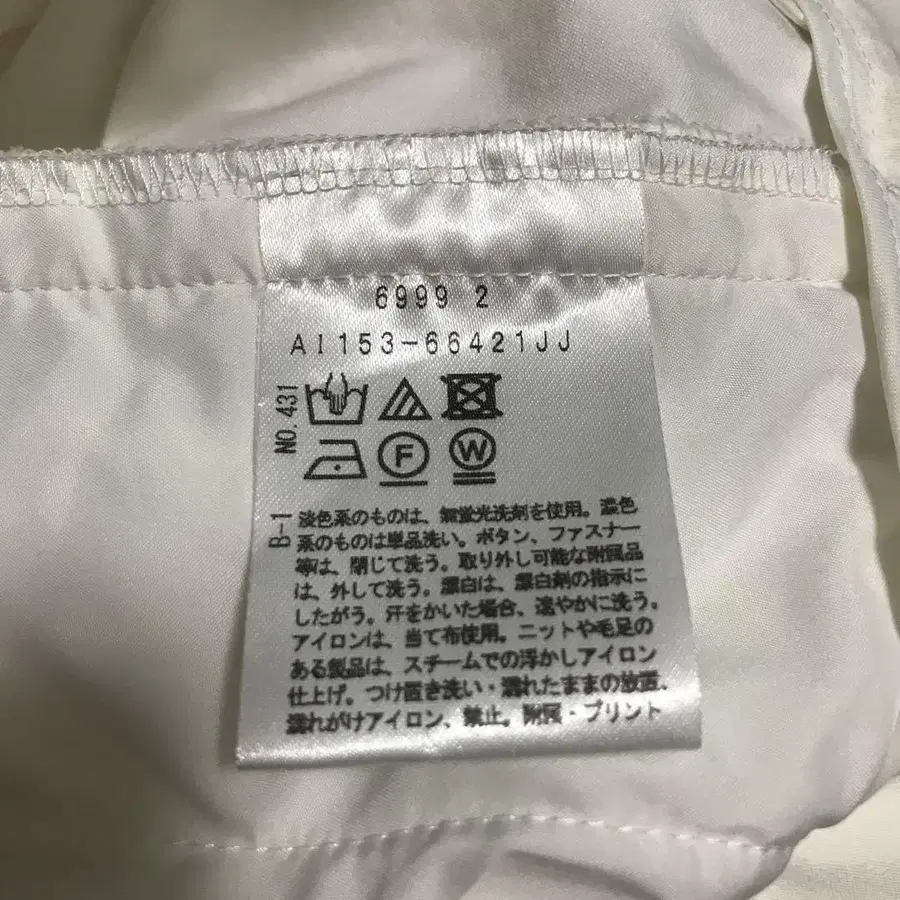 6999 2
AI153-66421JJ
NO.431
F
W
B-1
淡色系のものは、無蛍光洗剤を使用。濃色
系のものは単品洗い。ボタン、ファスナー
等は、閉じて洗う。取り外し可能な附属品
は、外して洗う。漂白は、漂白剤の指示に
したがう。汗をかいた場合、速やかに洗う。
アイロンは、当て布使用。ニットや毛足の
ある製品は、スチームでの浮かしアイロン
仕上げ。つけ置き洗い・濡れたままの放置、
濡れがけアイロン、禁止。附属・プリント